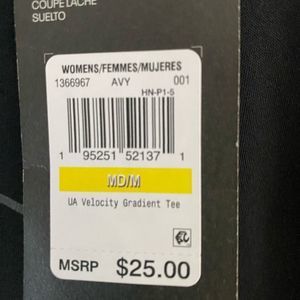 COUPE LÂCHE
SUELTO
WOMENS/FEMMES/MUJERES
1366967 AVY 001
HN-P1-5
1 95251 52137 1
MD/M
UA Velocity Gradient Tee
MSRP $25.00